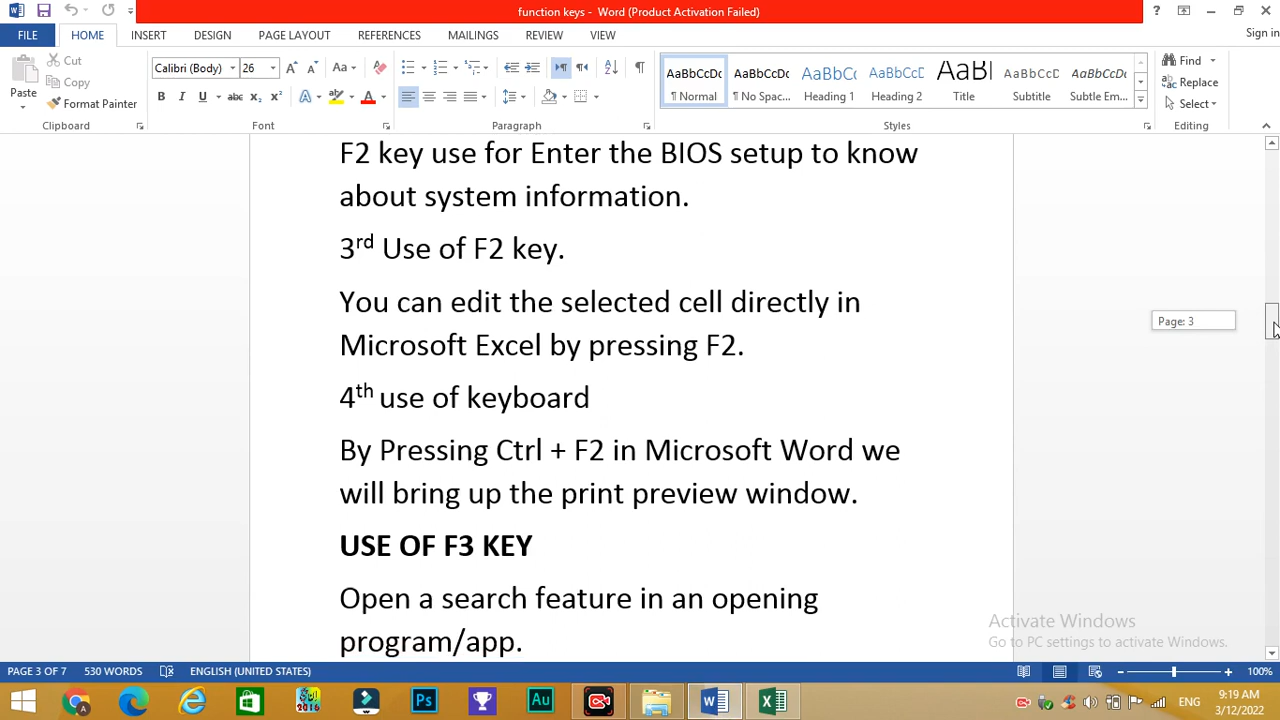 function keys - Word (Product Activation Failed)
Sign in
FILE HOME INSERT DESIGN PAGE LAYOUT REFERENCES MAILINGS REVIEW VIEW
Paste
Cut
Copy
Format Painter
Clipboard
Calibri (Body) 26
Font
Paragraph
AaBbCcDc AaBbCcDc AaBbCc AaBbCcC AaBl AaBbCcC AaBbCcDc
¶ Normal ¶ No Spac... Heading 1 Heading 2 Title Subtitle Subtle Em...
Styles
Find
Replace
Select
Editing
F2 key use for Enter the BIOS setup to know
about system information.
3rd Use of F2 key.
You can edit the selected cell directly in
Microsoft Excel by pressing F2.
4th use of keyboard
By Pressing Ctrl + F2 in Microsoft Word we
will bring up the print preview window.
USE OF F3 KEY
Open a search feature in an opening
program/app.
Page: 3
Activate Windows
Go to PC settings to activate Windows.
PAGE 3 OF 7 530 WORDS ENGLISH (UNITED STATES) 100%
ENG
9:19 AM
3/12/2022